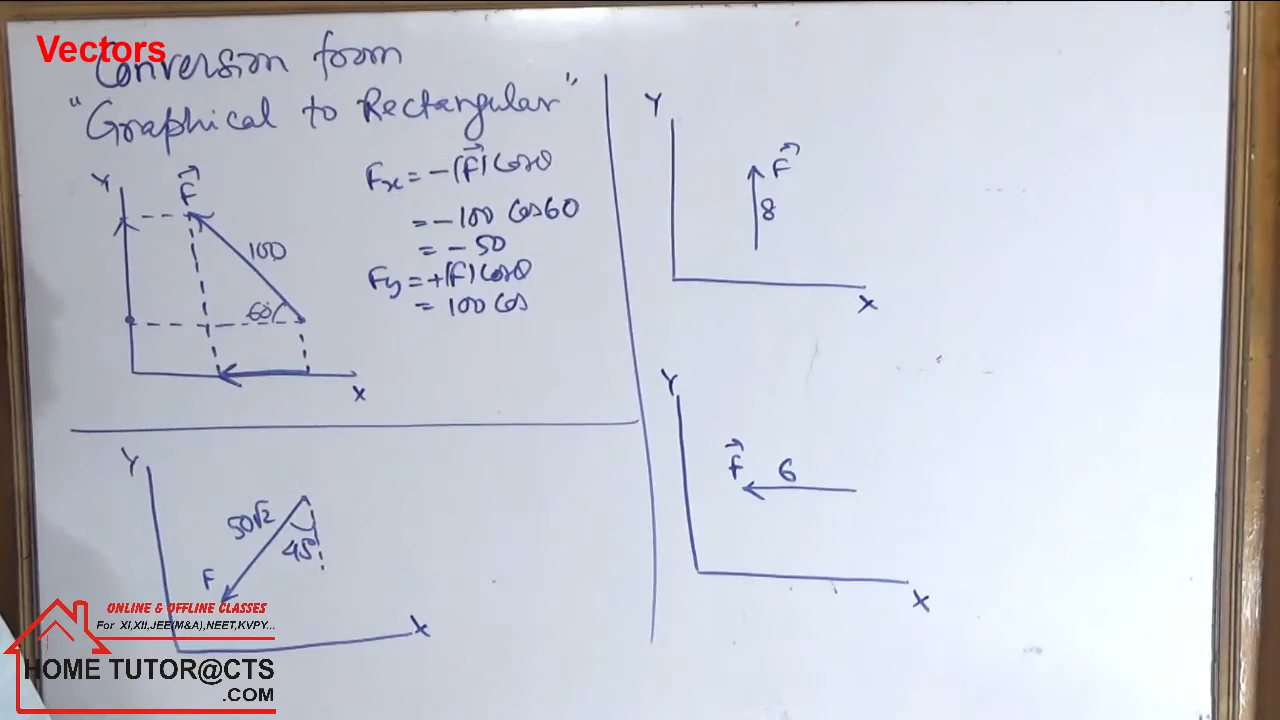 Vectors
Conversion form
"Graphical to Rectangular"
Y
F
100
60°
X
Fx = -|F| Cosθ
= -100 Cos60
= -50
Fy = +|F| Cosθ
= 100 Cos
Y
F
8
X
Y
50√2
45°
F
X
Y
F
6
X
ONLINE & OFFLINE CLASSES
For XI,XII,JEE(M&A),NEET,KVPY...
HOME TUTOR@CTS
.COM